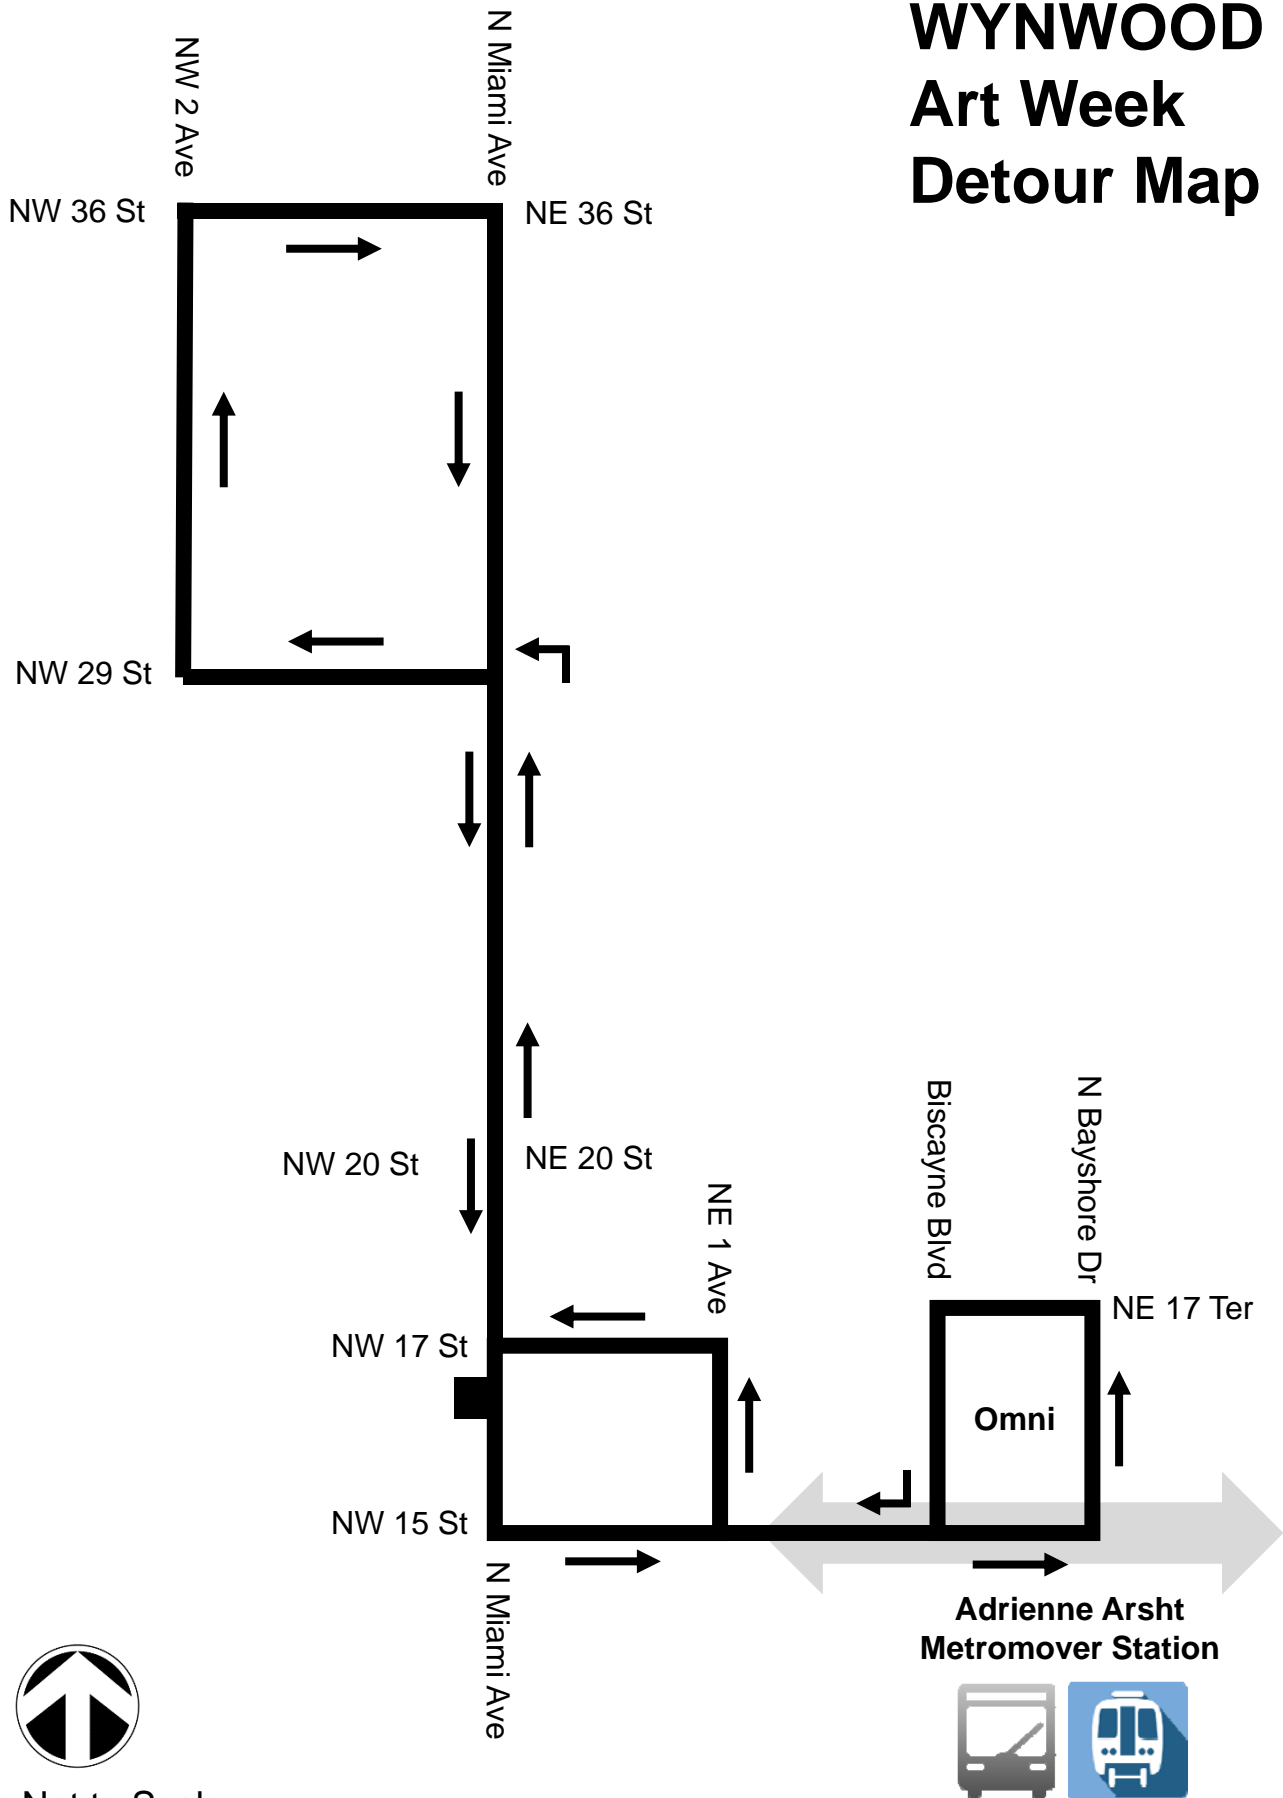 WYNWOOD
Art Week
Detour Map
NW 2 Ave
N Miami Ave
NW 36 St
NE 36 St
NW 29 St
NW 20 St
NE 20 St
NE 1 Ave
Biscayne Blvd
N Bayshore Dr
NE 17 Ter
NW 17 St
Omni
NW 15 St
N Miami Ave
Adrienne Arsht
Metromover Station